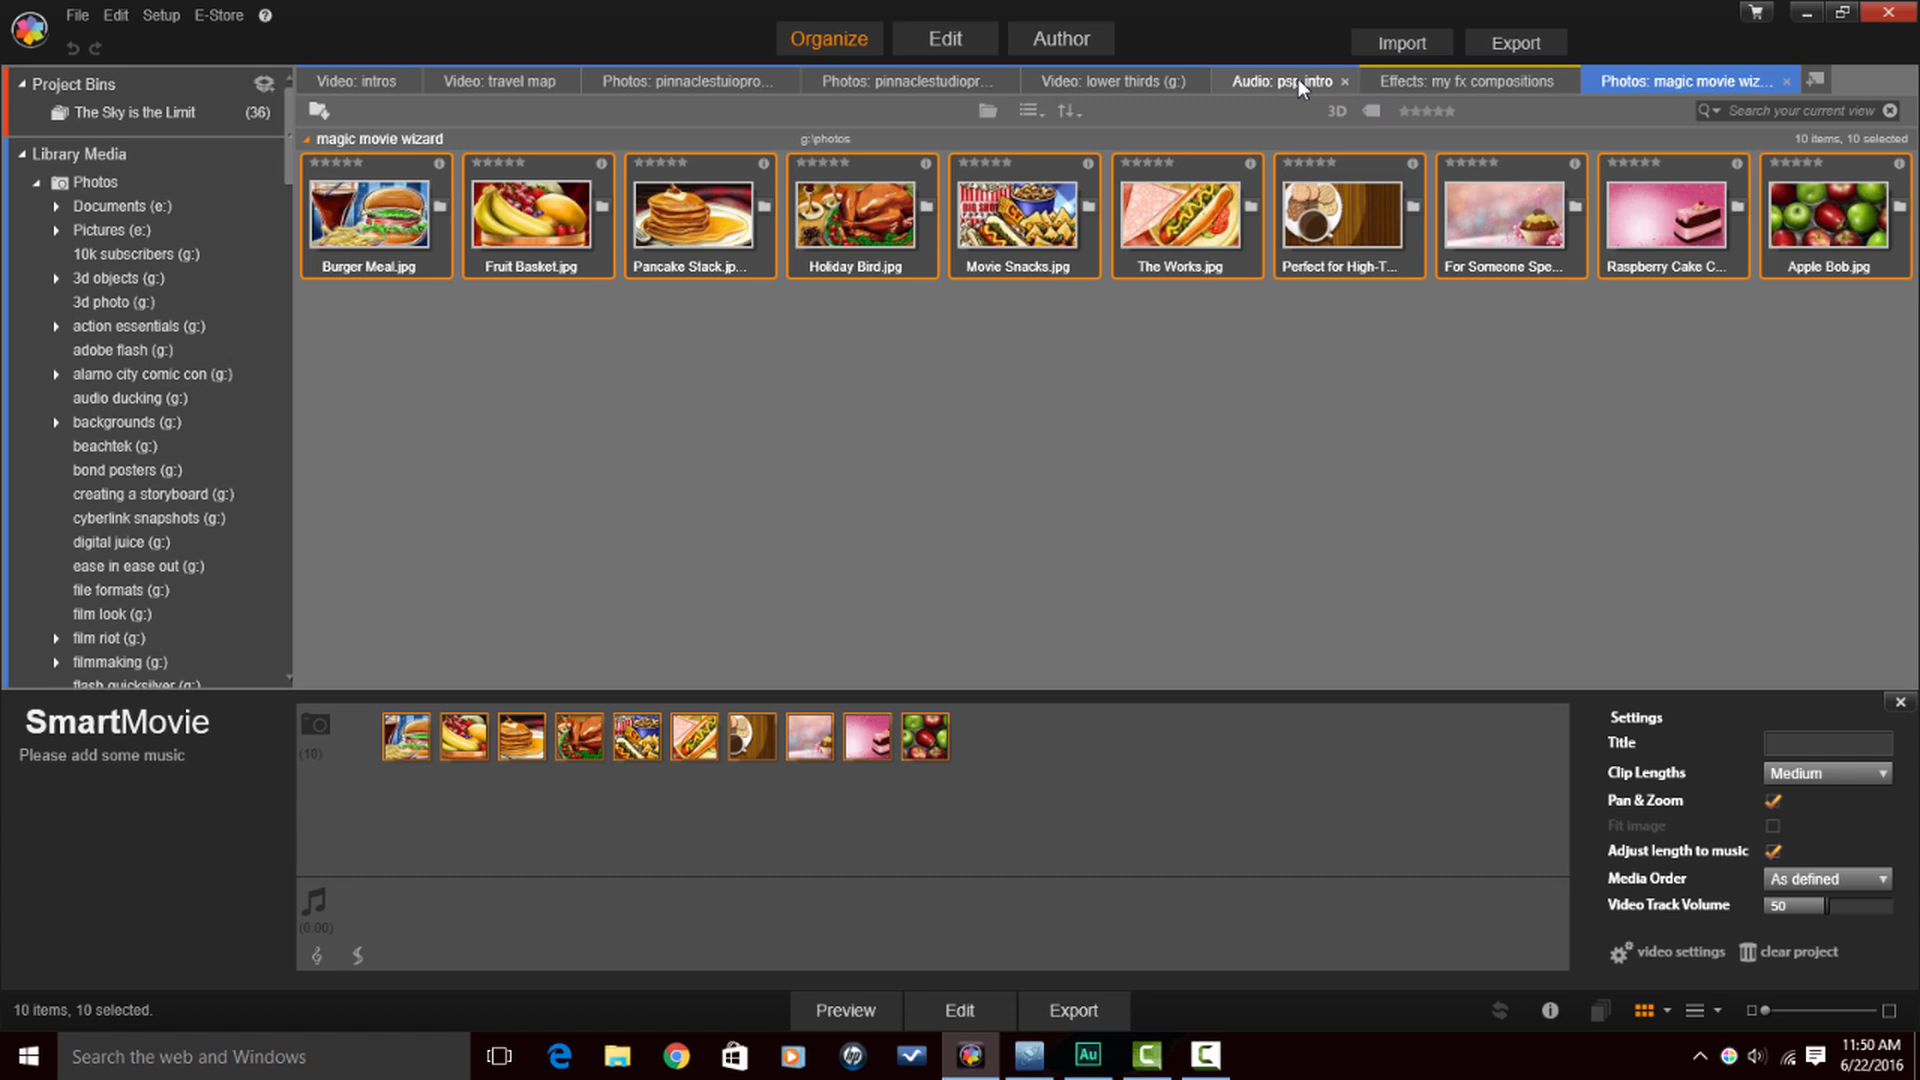 File Edit Setup E-Store ?
Organize Edit Author Import Export
Project Bins
The Sky is the Limit (36)
Library Media
Photos
Documents (e:)
Pictures (e:)
10k subscribers (g:)
3d objects (g:)
3d photo (g:)
action essentials (g:)
adobe flash (g:)
alamo city comic con (g:)
audio ducking (g:)
backgrounds (g:)
beachtek (g:)
bond posters (g:)
creating a storyboard (g:)
cyberlink snapshots (g:)
digital juice (g:)
ease in ease out (g:)
file formats (g:)
film look (g:)
film riot (g:)
filmmaking (g:)
flash quicksilver (g:)
Video: intros Video: travel map Photos: pinnaclestuiopro... Photos: pinnaclestudiopr... Video: lower thirds (g:) Audio: psp intro × Effects: my fx compositions Photos: magic movie wiz... ×
3D Search your current view
magic movie wizard g:\photos 10 items, 10 selected
Burger Meal.jpg Fruit Basket.jpg Pancake Stack.jp... Holiday Bird.jpg Movie Snacks.jpg The Works.jpg Perfect for High-T... For Someone Spe... Raspberry Cake C... Apple Bob.jpg
SmartMovie
Please add some music
(10)
(0:00)
Settings
Title
Clip Lengths Medium
Pan & Zoom
Fit image
Adjust length to music
Media Order As defined
Video Track Volume 50
video settings clear project
10 items, 10 selected.
Preview Edit Export
Search the web and Windows
Au
11:50 AM
6/22/2016